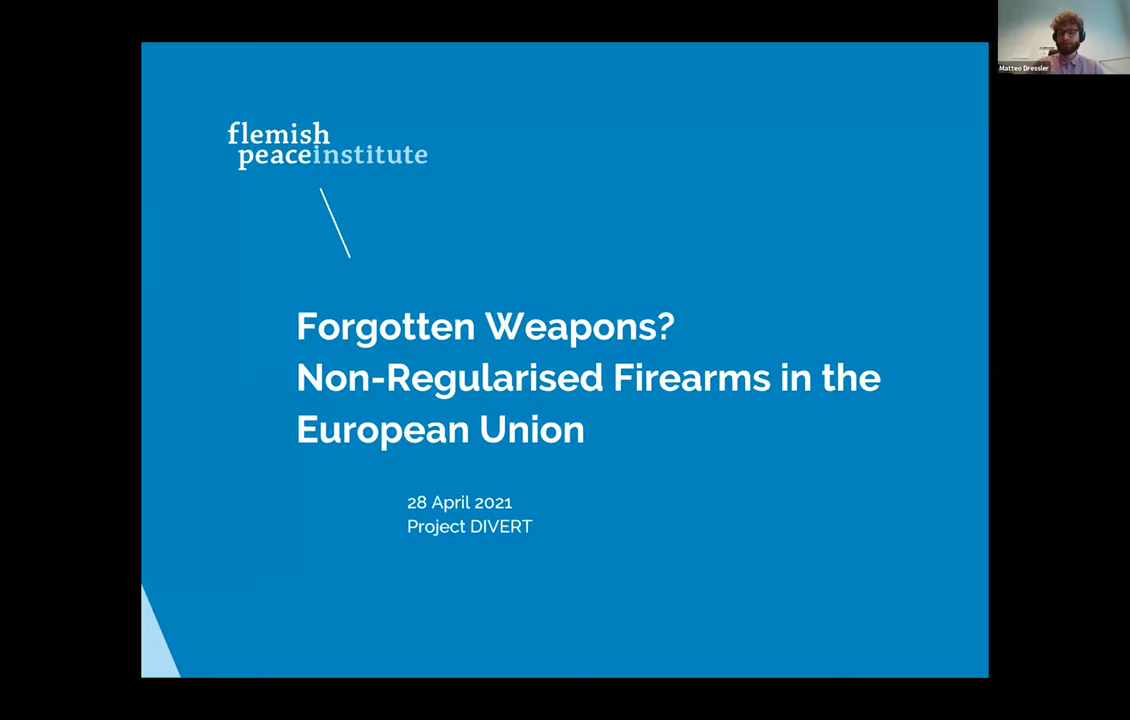 Matteo Dressler
flemish
peaceinstitute
Forgotten Weapons?
Non-Regularised Firearms in the
European Union
28 April 2021
Project DIVERT